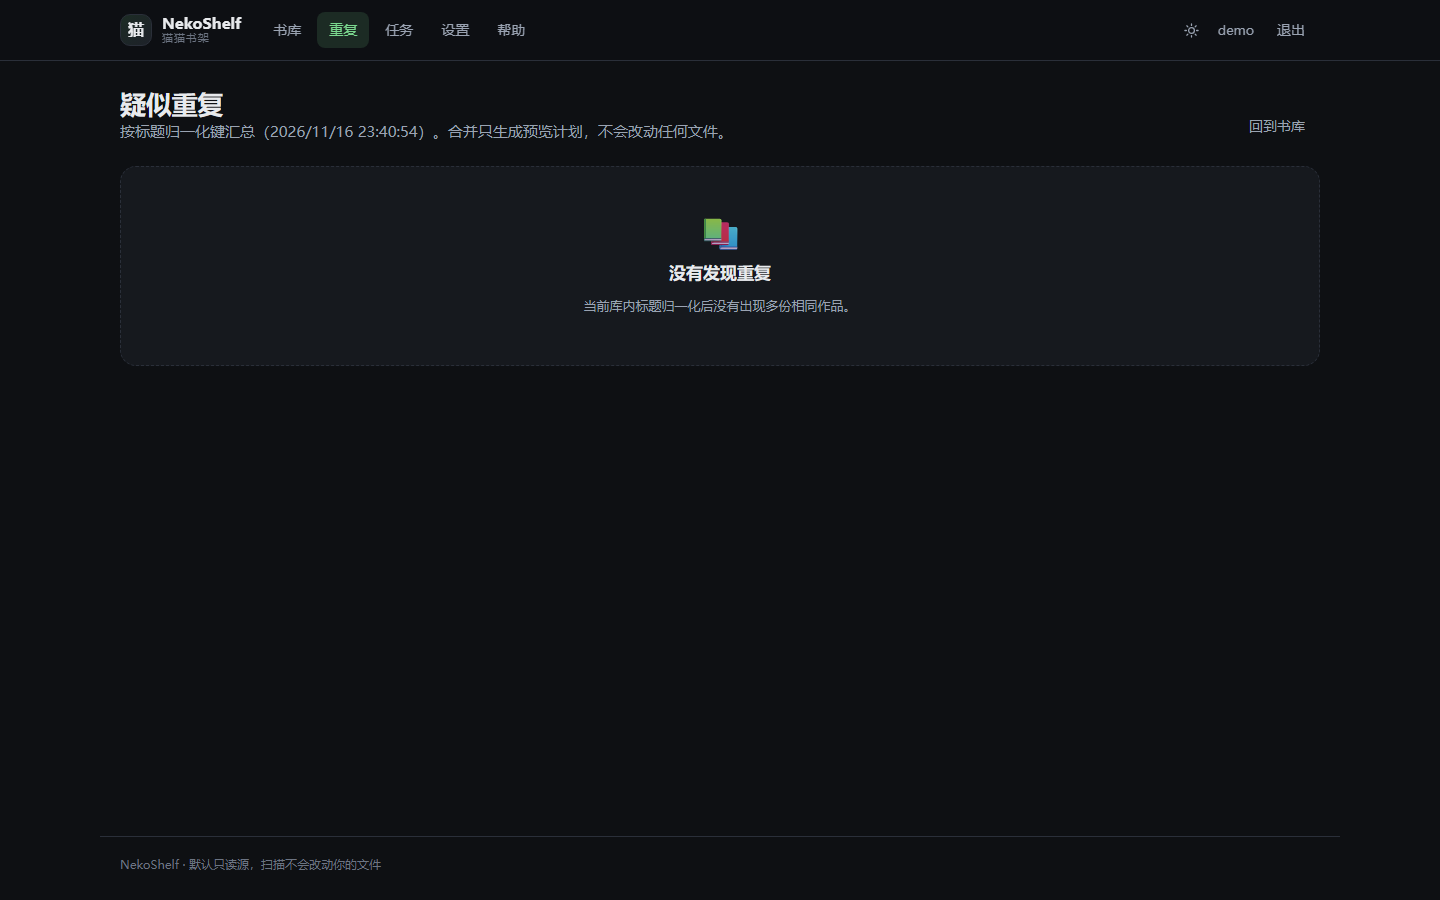 猫
NekoShelf
猫猫书架
书库
重复
任务
设置
帮助
demo
退出
疑似重复
按标题归一化键汇总（2026/11/16 23:40:54）。合并只生成预览计划，不会改动任何文件。
回到书库
没有发现重复
当前库内标题归一化后没有出现多份相同作品。
NekoShelf · 默认只读源，扫描不会改动你的文件